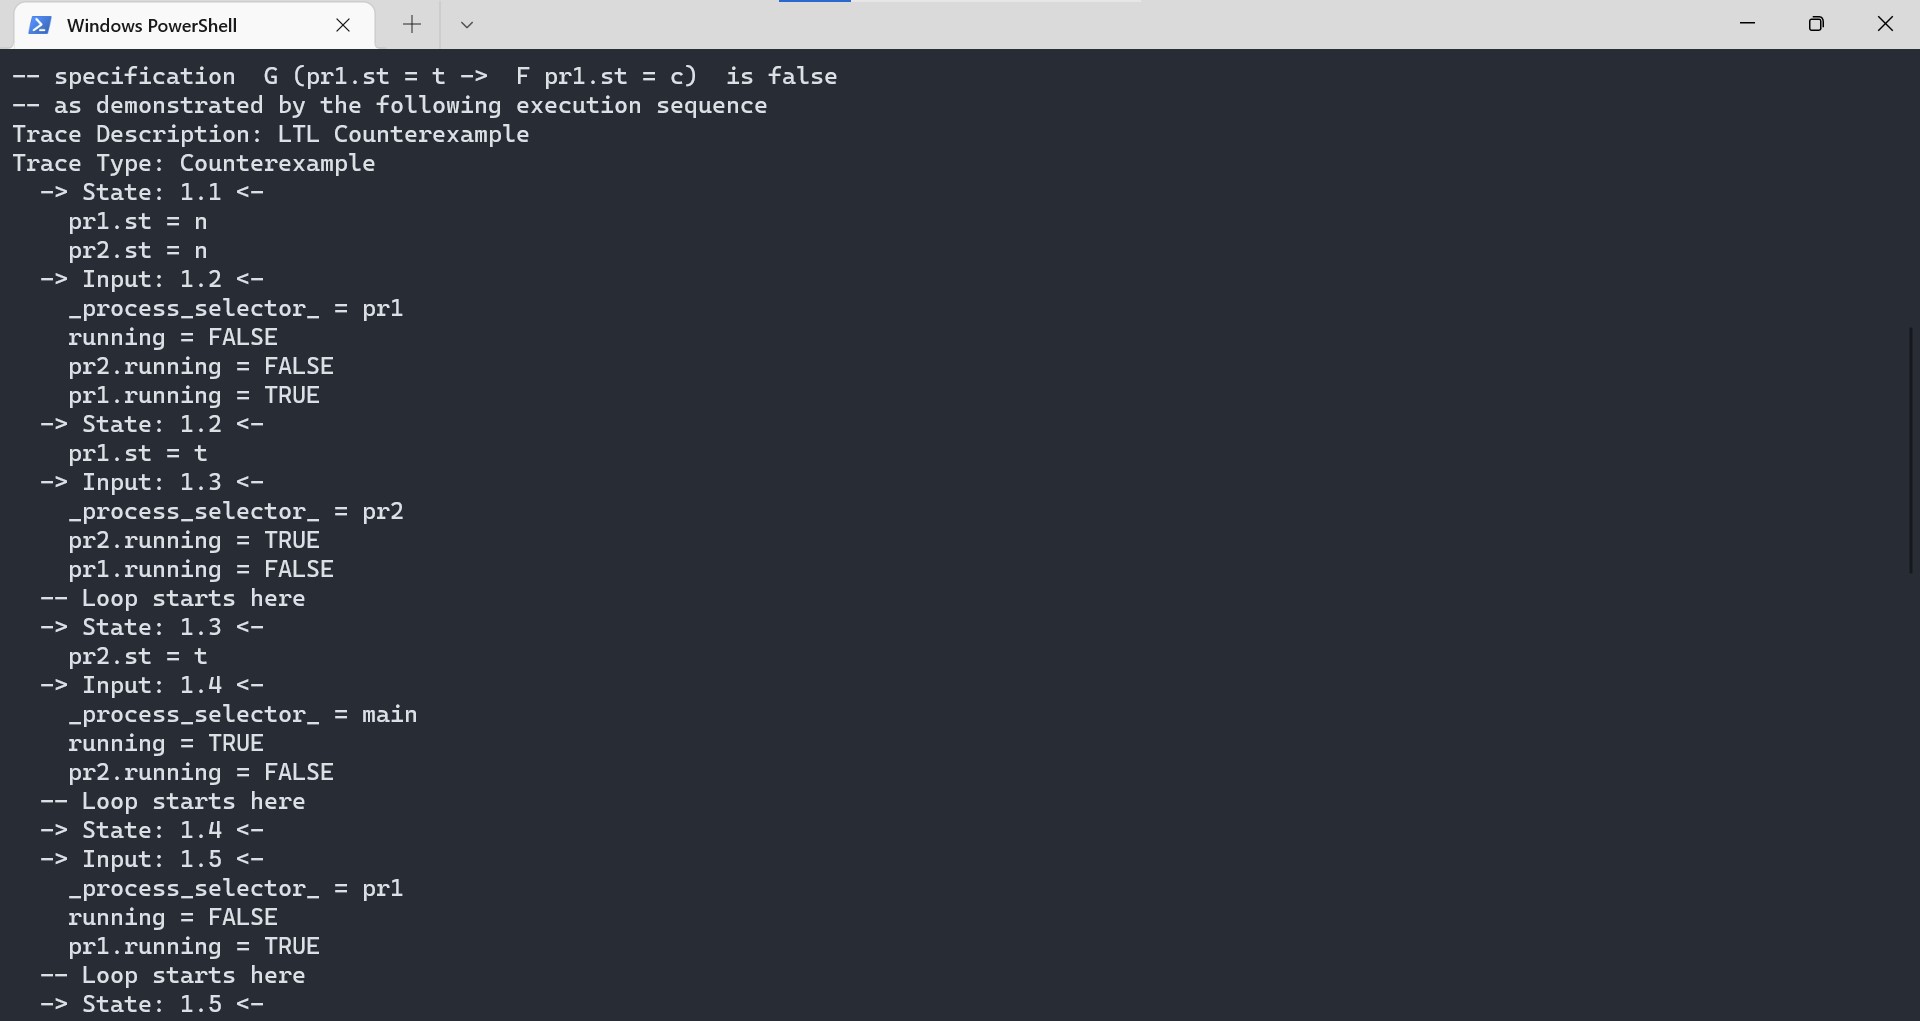 Windows PowerShell
-- specification  G (pr1.st = t ->  F pr1.st = c)  is false
-- as demonstrated by the following execution sequence
Trace Description: LTL Counterexample
Trace Type: Counterexample
  -> State: 1.1 <-
    pr1.st = n
    pr2.st = n
  -> Input: 1.2 <-
    _process_selector_ = pr1
    running = FALSE
    pr2.running = FALSE
    pr1.running = TRUE
  -> State: 1.2 <-
    pr1.st = t
  -> Input: 1.3 <-
    _process_selector_ = pr2
    pr2.running = TRUE
    pr1.running = FALSE
  -- Loop starts here
  -> State: 1.3 <-
    pr2.st = t
  -> Input: 1.4 <-
    _process_selector_ = main
    running = TRUE
    pr2.running = FALSE
  -- Loop starts here
  -> State: 1.4 <-
  -> Input: 1.5 <-
    _process_selector_ = pr1
    running = FALSE
    pr1.running = TRUE
  -- Loop starts here
  -> State: 1.5 <-